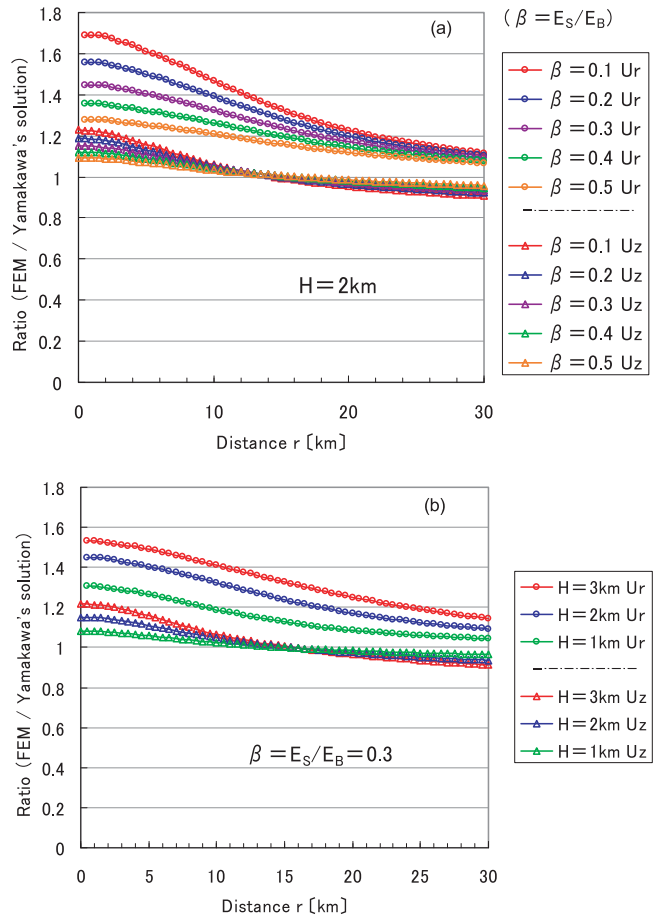 (a)
( β＝E_S/E_B)
1.8
1.6
1.4
1.2
1
0.8
0.6
0.4
0.2
0
0
10
20
30
Ratio (FEM / Yamakawa's solution)
Distance r [km]
H＝2km
β＝0.1 Ur
β＝0.2 Ur
β＝0.3 Ur
β＝0.4 Ur
β＝0.5 Ur
β＝0.1 Uz
β＝0.2 Uz
β＝0.3 Uz
β＝0.4 Uz
β＝0.5 Uz
(b)
1.8
1.6
1.4
1.2
1
0.8
0.6
0.4
0.2
0
0
5
10
15
20
25
30
Ratio (FEM / Yamakawa's solution)
Distance r [km]
β＝E_S/E_B＝0.3
H＝3km Ur
H＝2km Ur
H＝1km Ur
H＝3km Uz
H＝2km Uz
H＝1km Uz